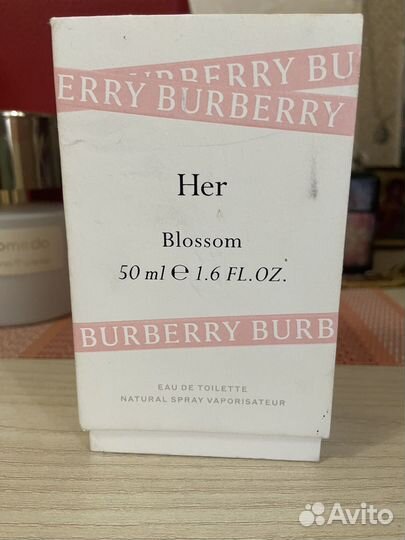 BURBERRY BU
ERRY BURBERRY
Her
Blossom
50 ml ℮ 1.6 FL.OZ.
BURBERRY BURB
EAU DE TOILETTE
NATURAL SPRAY VAPORISATEUR
Avito